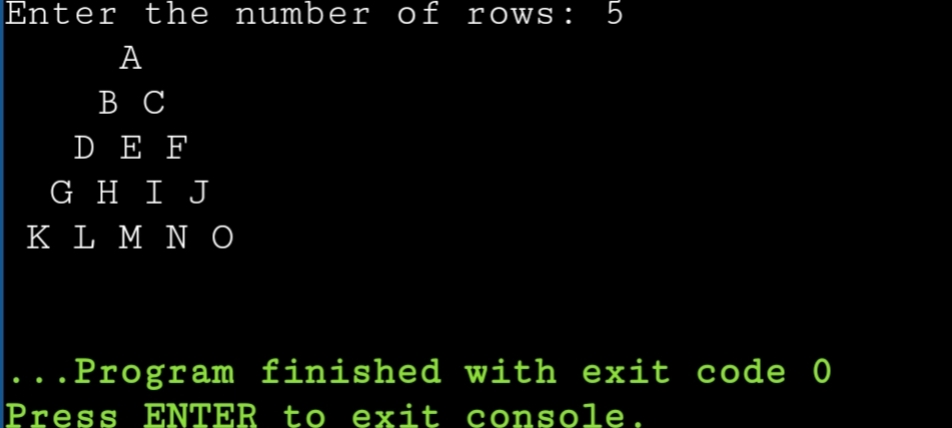 Enter the number of rows: 5
     A
    B C
   D E F
  G H I J
 K L M N O
...Program finished with exit code 0
Press ENTER to exit console.